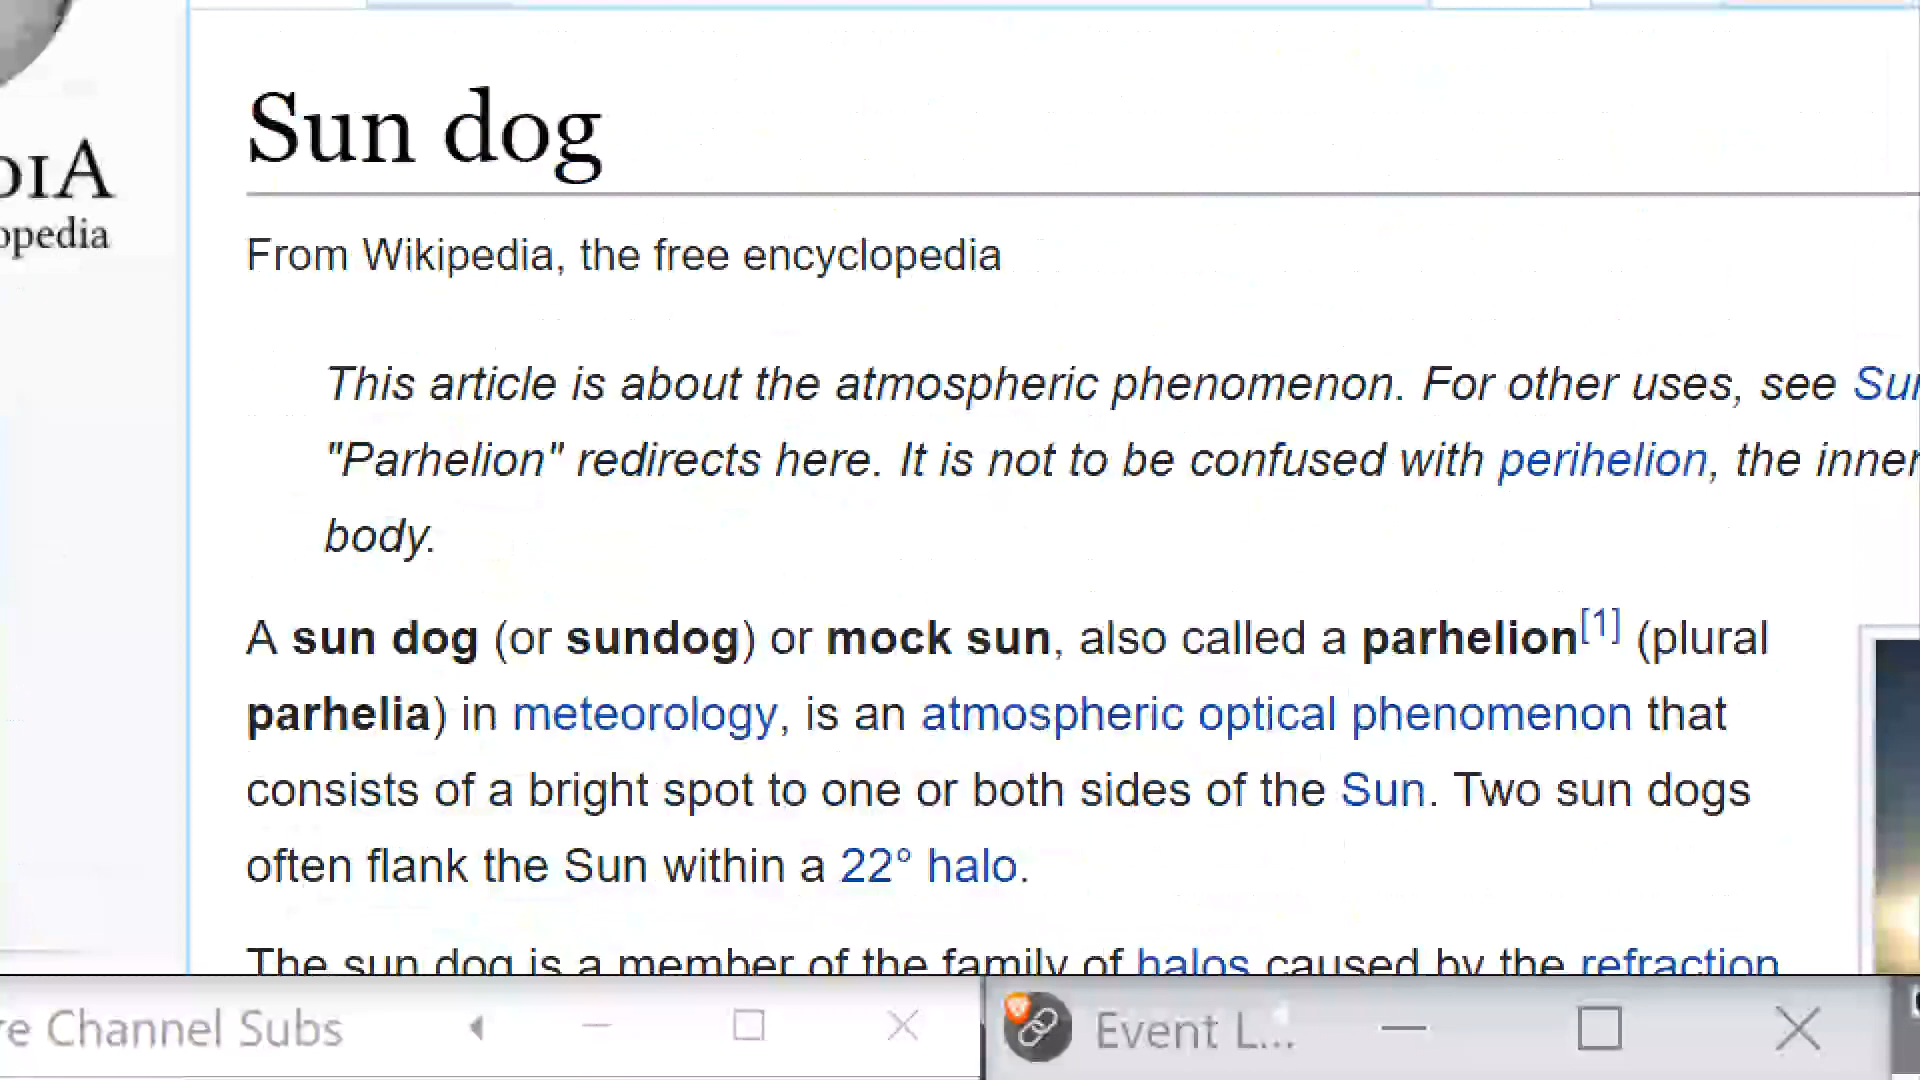 DIA
opedia
Sun dog
From Wikipedia, the free encyclopedia
This article is about the atmospheric phenomenon. For other uses, see
"Parhelion" redirects here. It is not to be confused with perihelion, the inner
body.
A sun dog (or sundog) or mock sun, also called a parhelion[1] (plural
parhelia) in meteorology, is an atmospheric optical phenomenon that
consists of a bright spot to one or both sides of the Sun. Two sun dogs
often flank the Sun within a 22° halo.
The sun dog is a member of the family of halos caused by the refraction
re Channel Subs
Event L...